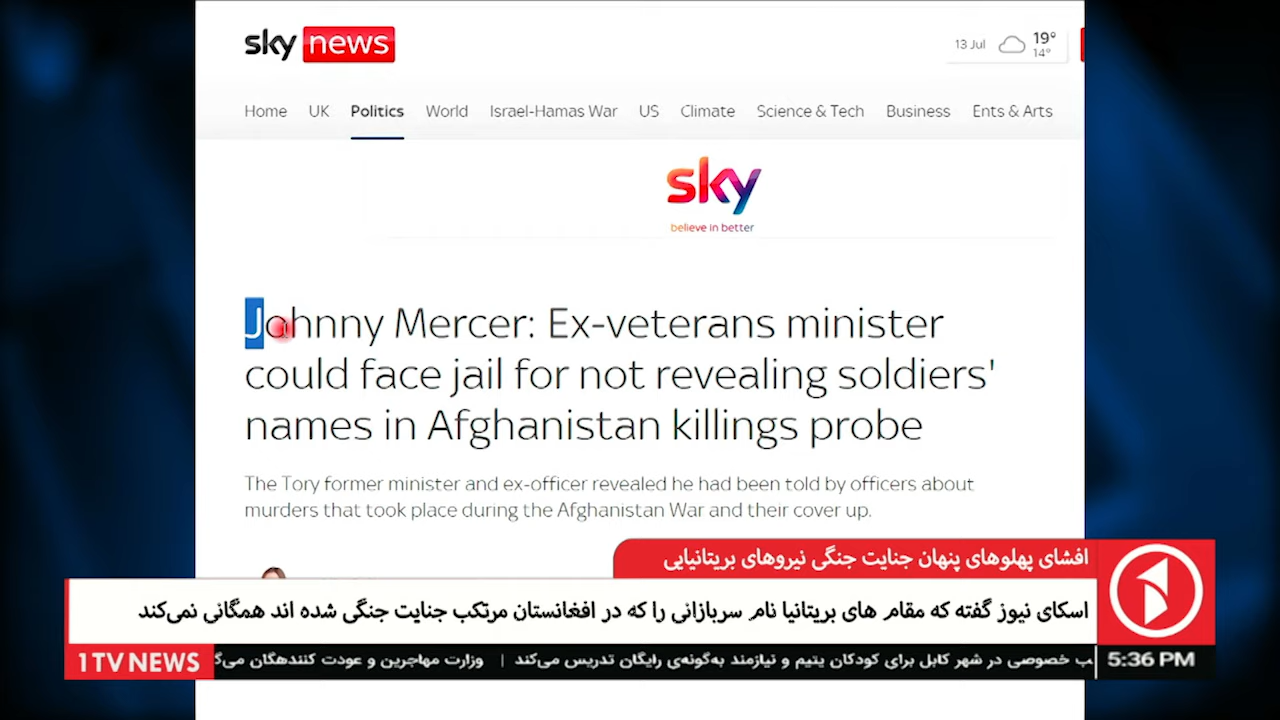 sky news
13 Jul 19° 14°
Home UK Politics World Israel-Hamas War US Climate Science & Tech Business Ents & Arts
sky
believe in better
Johnny Mercer: Ex-veterans minister
could face jail for not revealing soldiers'
names in Afghanistan killings probe
The Tory former minister and ex-officer revealed he had been told by officers about
murders that took place during the Afghanistan War and their cover up.
افشای پهلوهای پنهان جنایت جنگی نیروهای بریتانیایی
اسکای نیوز گفته که مقام های بریتانیا نام سربازانی را که در افغانستان مرتکب جنایت جنگی شده اند همگانی نمی‌کند
1TV NEWS
خصوصی در شهر کابل برای کودکان یتیم و نیازمند به‌گونه‌ی رایگان تدریس می‌کند | وزارت مهاجرین و عودت کنندهگان
5:36 PM